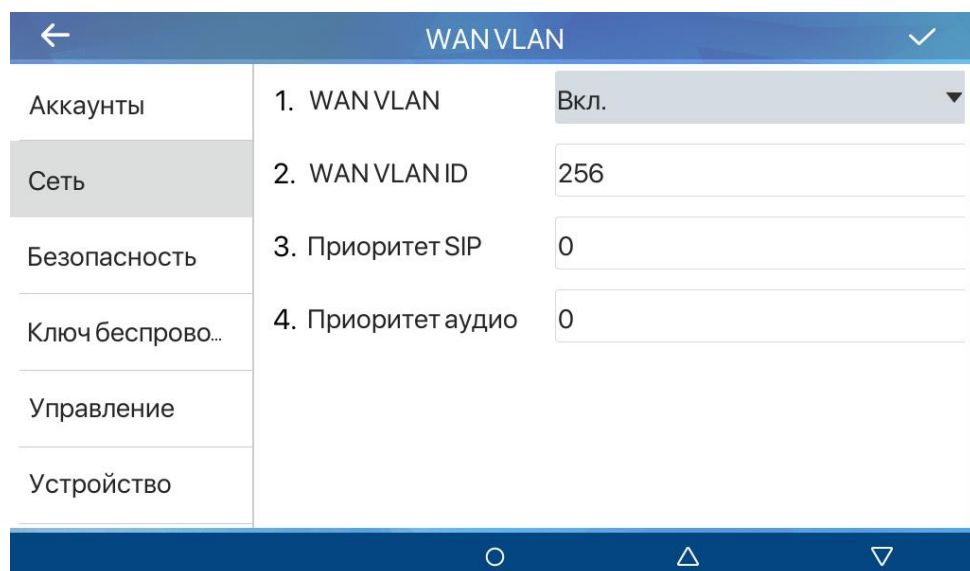 WAN VLAN
Аккаунты
Сеть
Безопасность
Ключ беспрово...
Управление
Устройство
1. WAN VLAN Вкл.
2. WAN VLAN ID 256
3. Приоритет SIP 0
4. Приоритет аудио 0